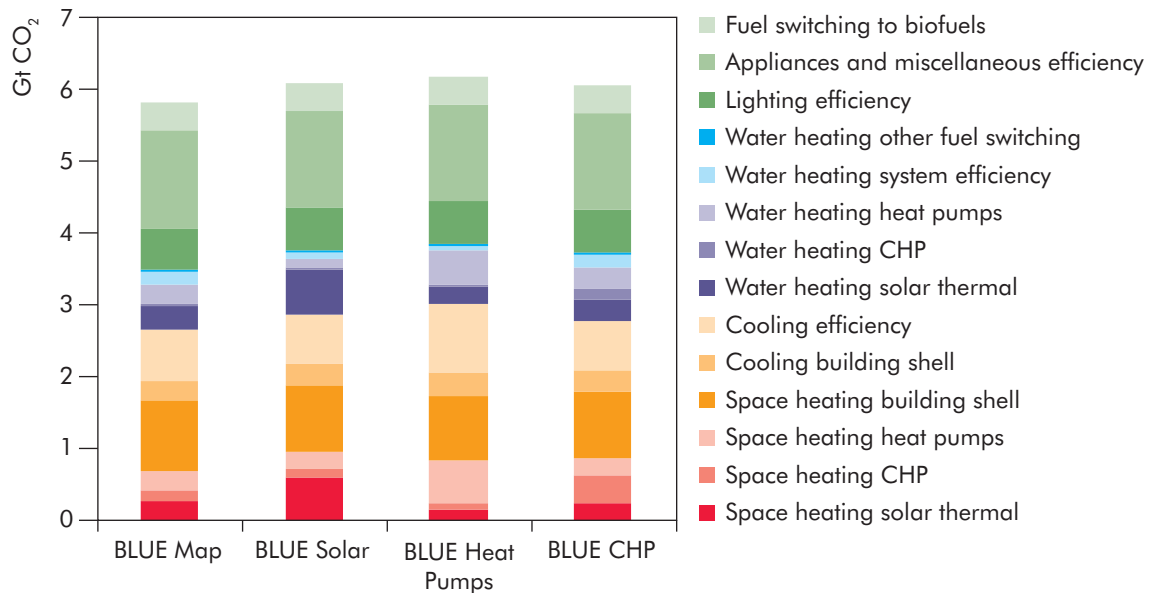 Gt CO₂
7
6
5
4
3
2
1
0
BLUE Map
BLUE Solar
BLUE Heat
Pumps
BLUE CHP
Fuel switching to biofuels
Appliances and miscellaneous efficiency
Lighting efficiency
Water heating other fuel switching
Water heating system efficiency
Water heating heat pumps
Water heating CHP
Water heating solar thermal
Cooling efficiency
Cooling building shell
Space heating building shell
Space heating heat pumps
Space heating CHP
Space heating solar thermal